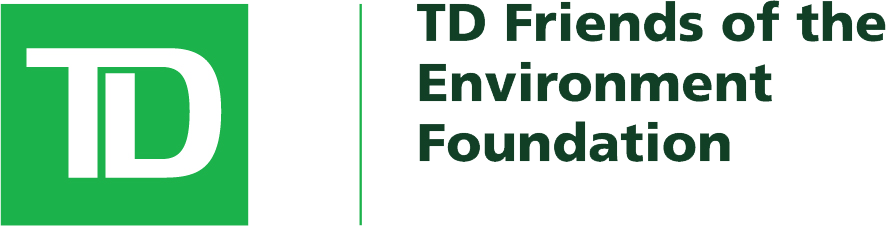 TD
TD Friends of the
Environment
Foundation